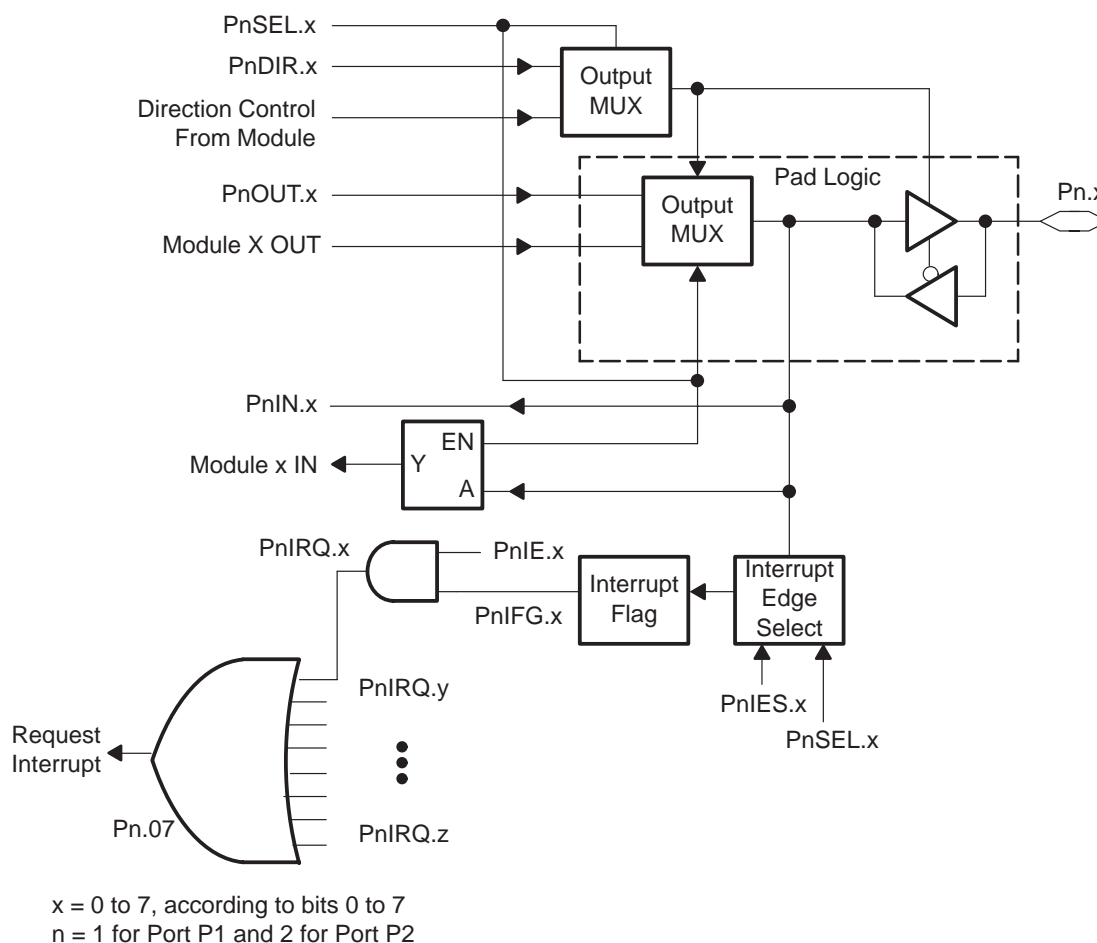 PnSEL.x
PnDIR.x
Direction Control
From Module
Output
MUX
Pad Logic
PnOUT.x
Module X OUT
Output
MUX
Pn.x
PnIN.x
Module x IN
EN
Y
A
PnIRQ.x
PnIE.x
PnIFG.x
Interrupt
Flag
Interrupt
Edge
Select
PnIES.x
PnSEL.x
PnIRQ.y
Request
Interrupt
Pn.07
PnIRQ.z
x = 0 to 7, according to bits 0 to 7
n = 1 for Port P1 and 2 for Port P2